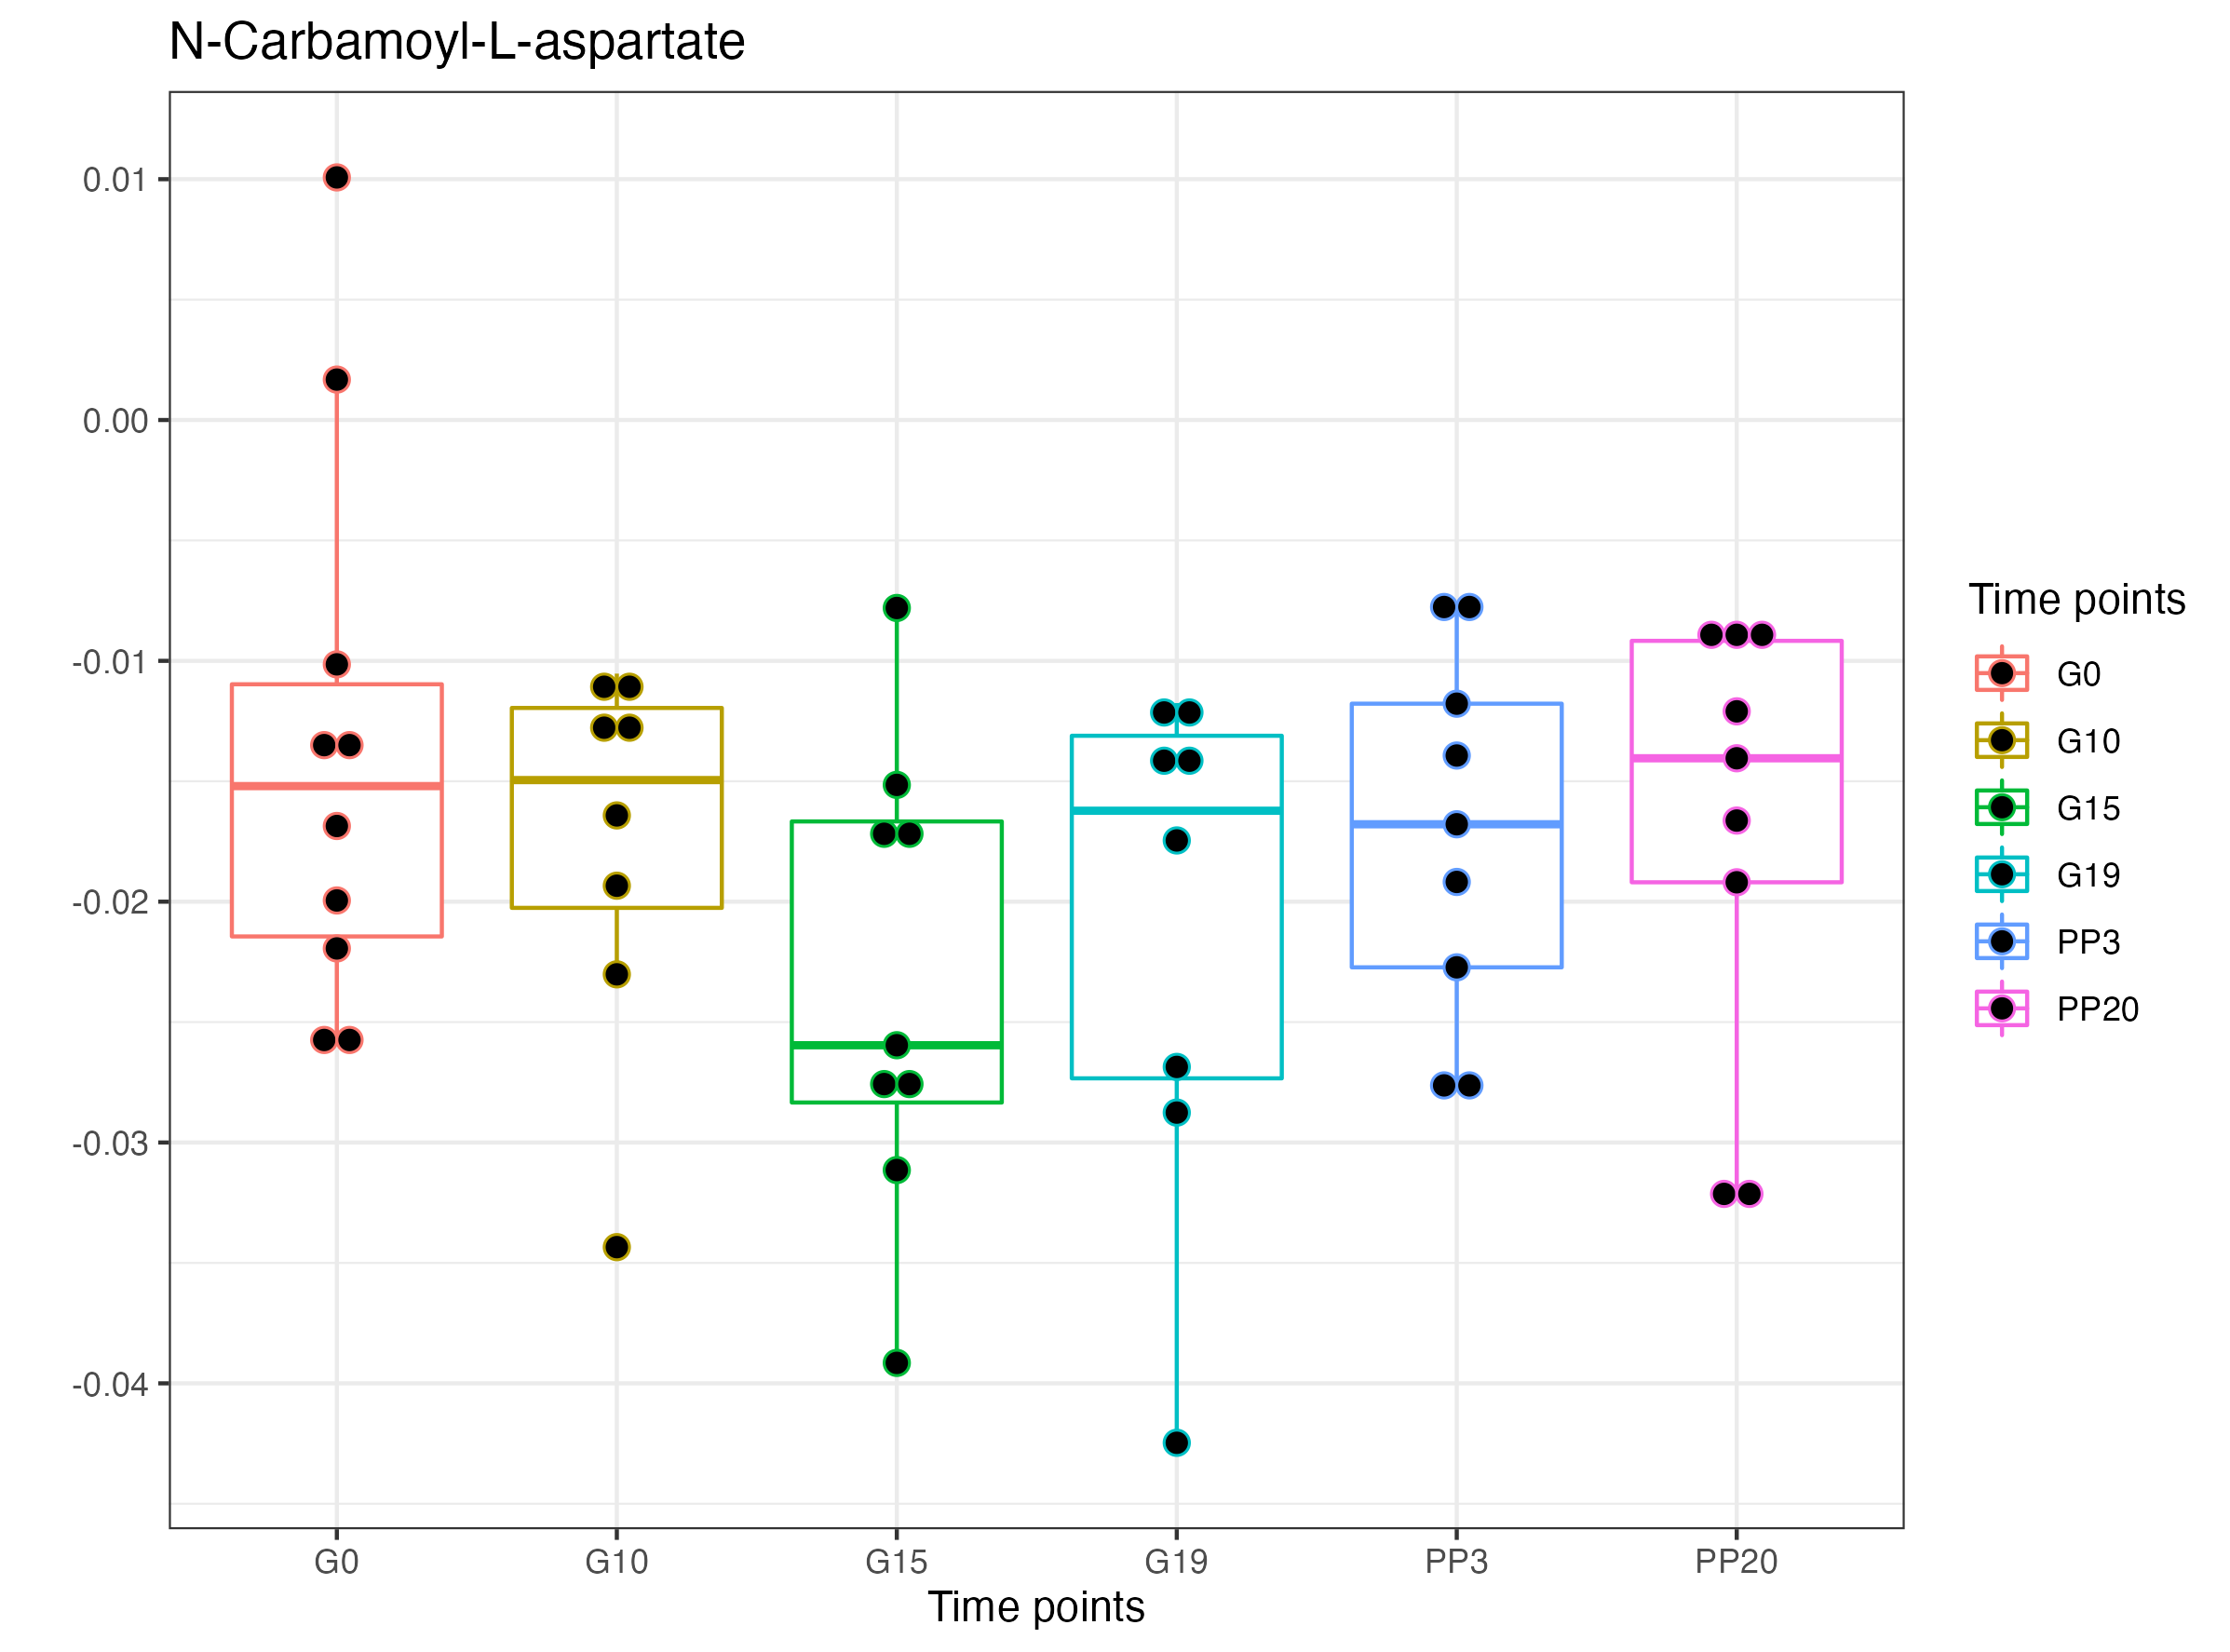 N-Carbamoyl-L-aspartate
0.01
0.00
-0.01
-0.02
-0.03
-0.04
G0 G10 G15 G19 PP3 PP20
Time points
Time points
G0
G10
G15
G19
PP3
PP20